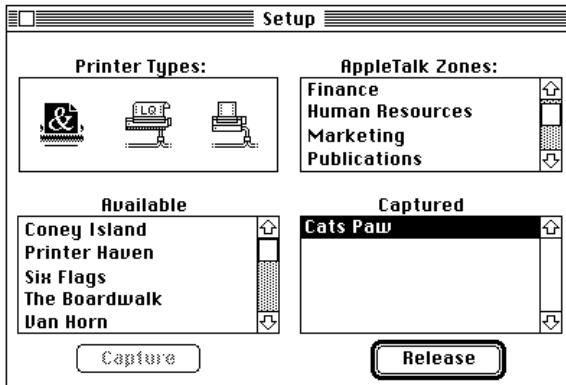 Setup
Printer Types:
LQ
&
AppleTalk Zones:
Finance
Human Resources
Marketing
Publications
Available
Coney Island
Printer Haven
Six Flags
The Boardwalk
Van Horn
Capture
Captured
Cats Paw
Release